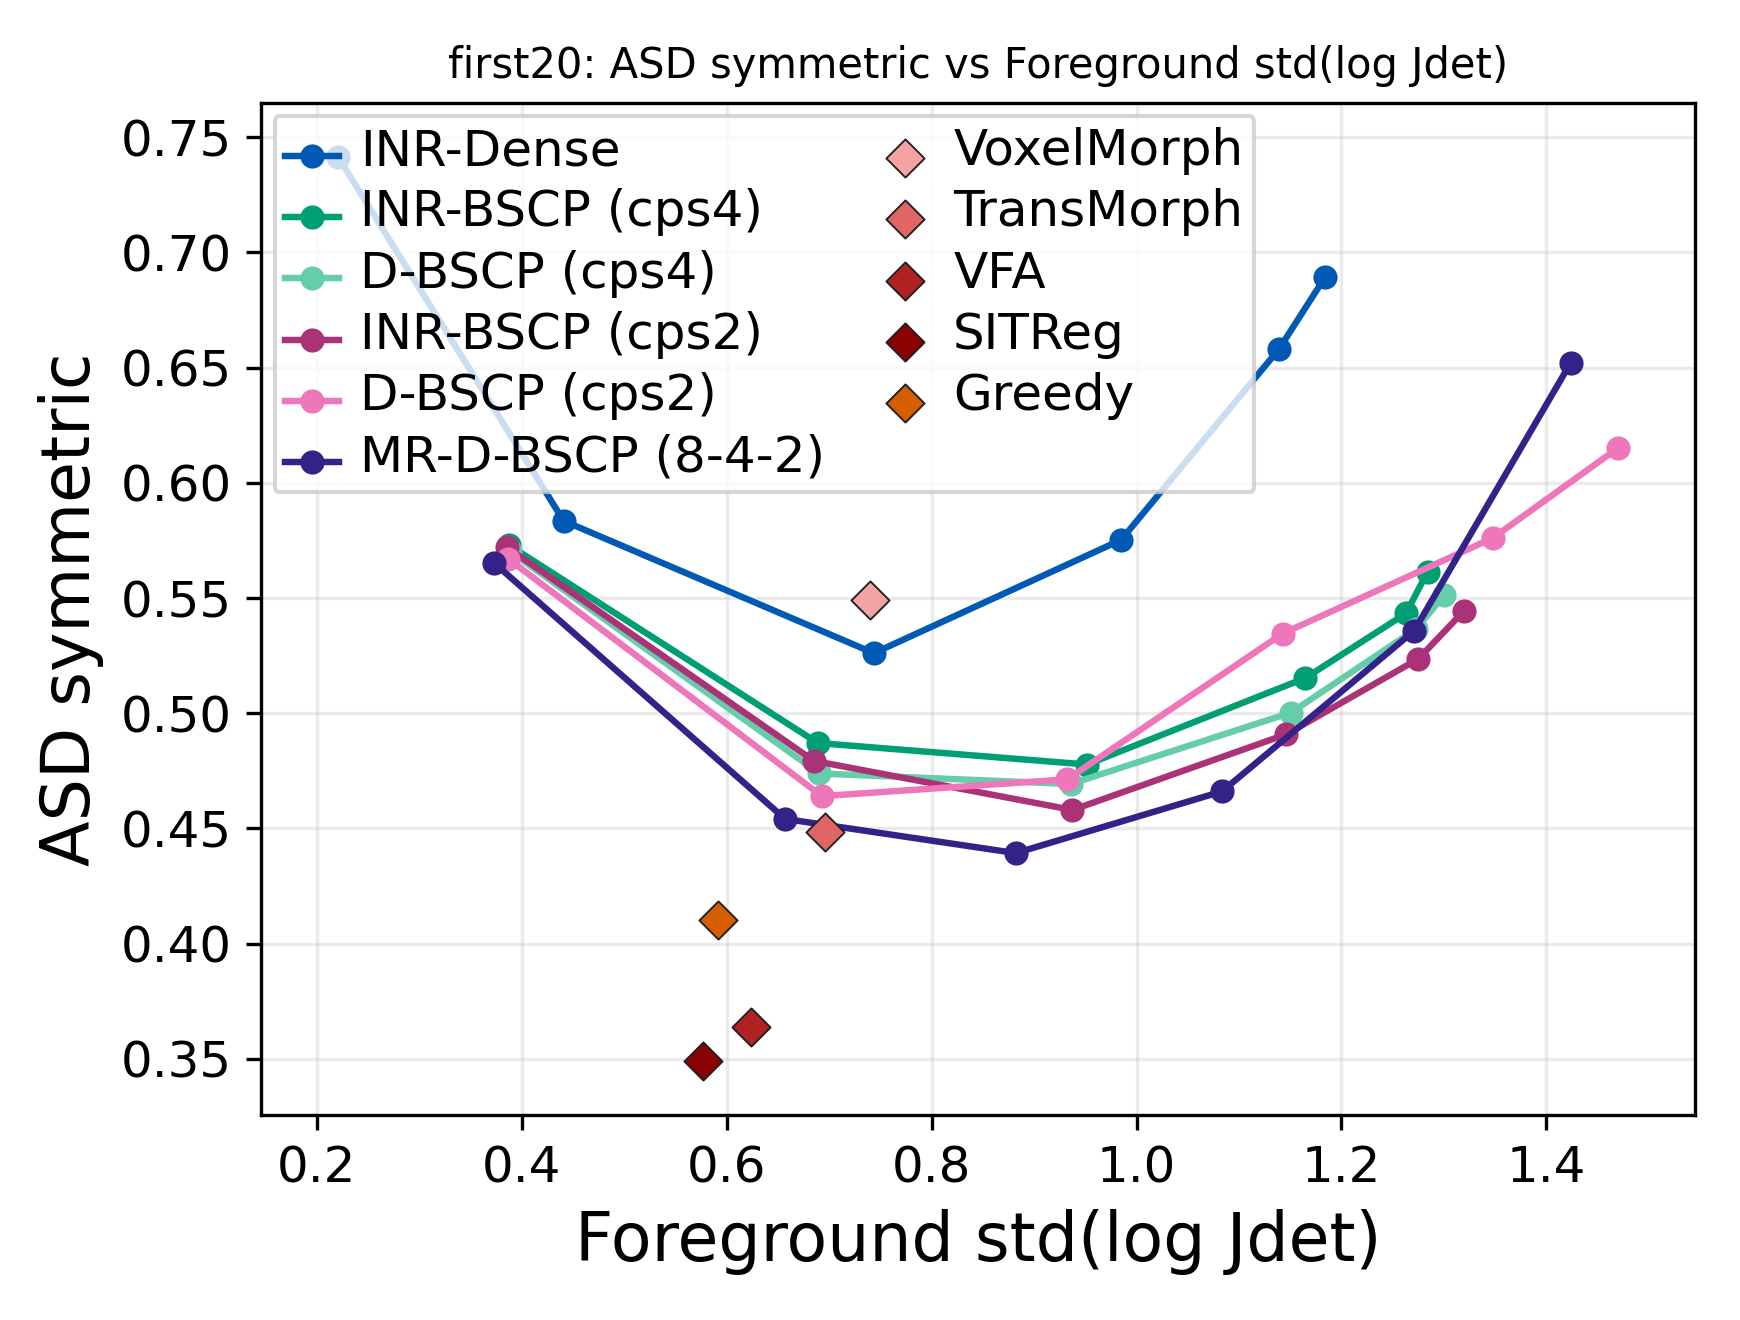 first20: ASD symmetric vs Foreground std(log Jdet)
INR-Dense
INR-BSCP (cps4)
D-BSCP (cps4)
INR-BSCP (cps2)
D-BSCP (cps2)
MR-D-BSCP (8-4-2)
VoxelMorph
TransMorph
VFA
SITReg
Greedy
ASD symmetric
0.75
0.70
0.65
0.60
0.55
0.50
0.45
0.40
0.35
0.2 0.4 0.6 0.8 1.0 1.2 1.4
Foreground std(log Jdet)